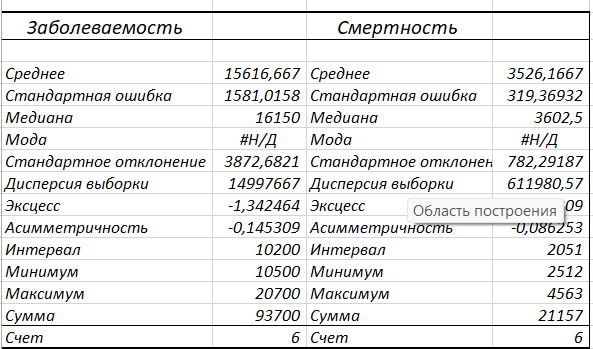 Заболеваемость Смертность
Среднее 15616,667 Среднее 3526,1667
Стандартная ошибка 1581,0158 Стандартная ошибка 319,36932
Медиана 16150 Медиана 3602,5
Мода #Н/Д Мода #Н/Д
Стандартное отклонение 3872,6821 Стандартное отклонен 782,29187
Дисперсия выборки 14997667 Дисперсия выборки 611980,57
Эксцесс -1,342464 Эксцесс
Область построения
Асимметричность -0,145309 Асимметричность -0,086253
Интервал 10200 Интервал 2051
Минимум 10500 Минимум 2512
Максимум 20700 Максимум 4563
Сумма 93700 Сумма 21157
Счет 6 Счет 6